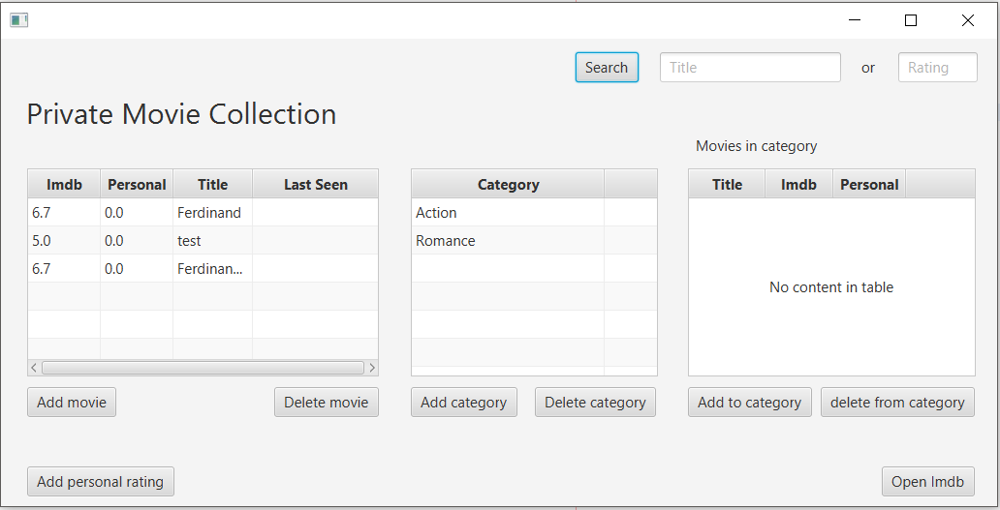 Search Title or Rating
Private Movie Collection
Movies in category
Imdb Personal Title Last Seen
6.7 0.0 Ferdinand
5.0 0.0 test
6.7 0.0 Ferdinan...
Category
Action
Romance
Title Imdb Personal
No content in table
Add movie Delete movie Add category Delete category Add to category delete from category
Add personal rating Open Imdb